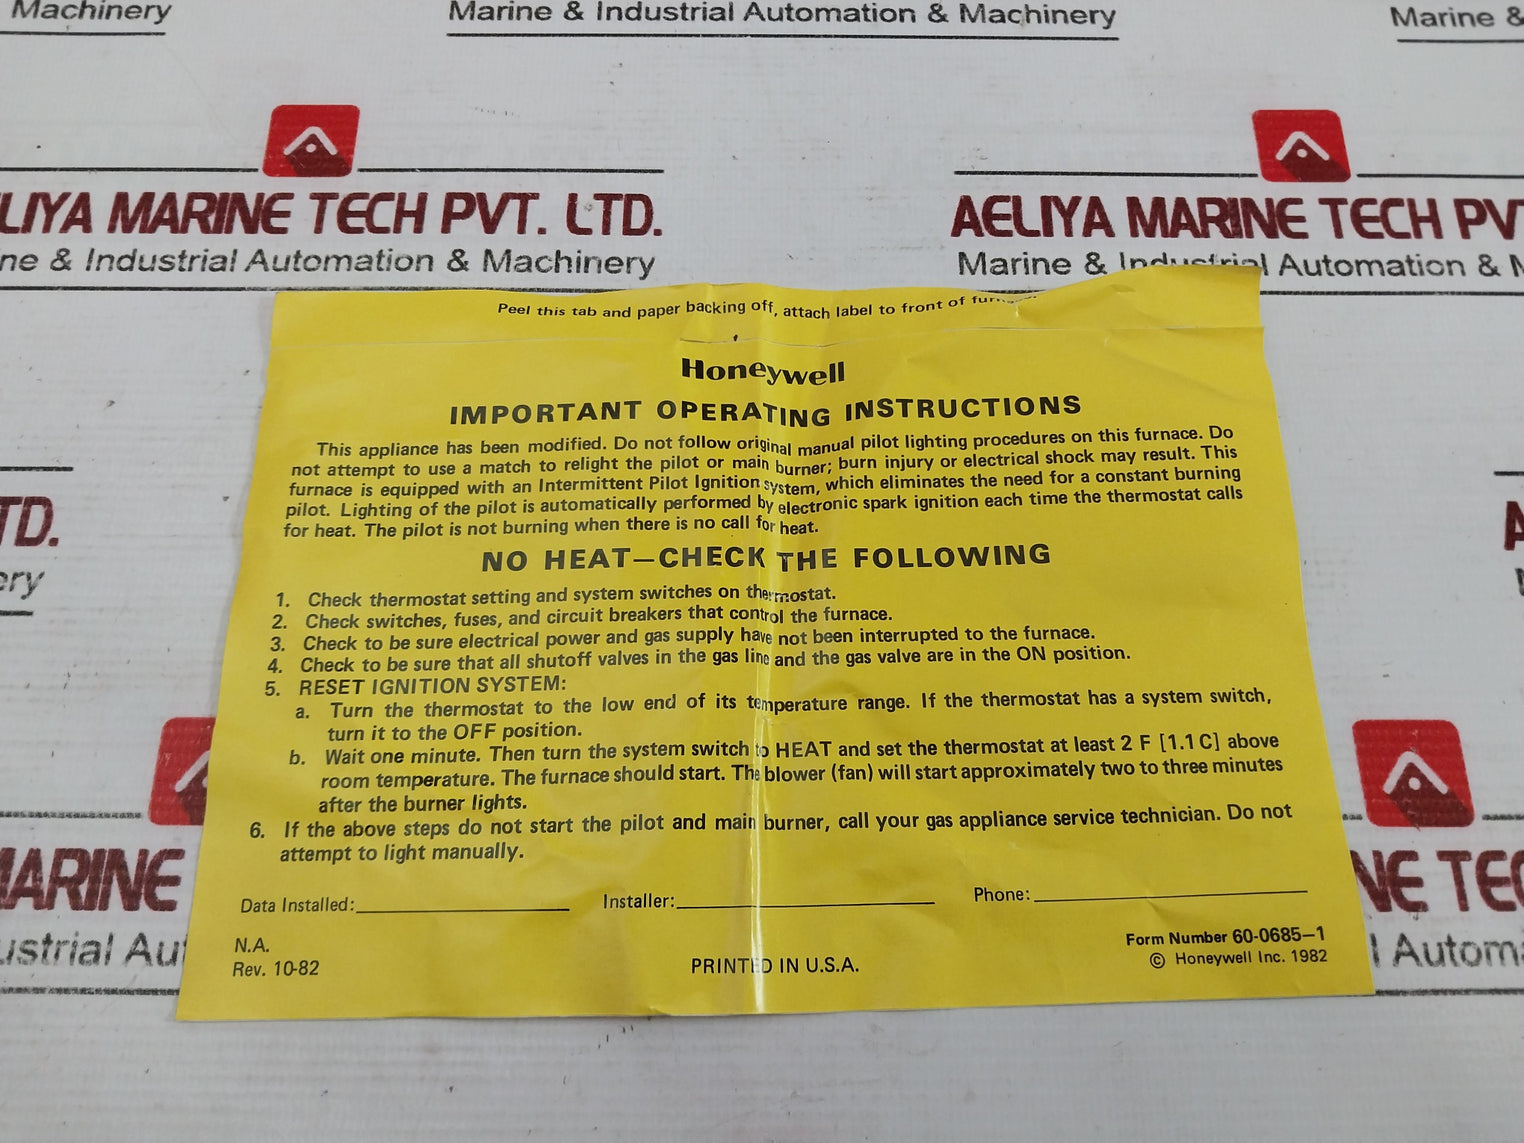 Machinery
Marine & Industrial Automation & Machinery
Marine &
LIYA MARINE TECH PVT. LTD.
ne & Industrial Automation & Machinery
AELIYA MARINE TECH PVT
Marine & Industrial Automation & M
Peel this tab and paper backing off, attach label to front of
Honeywell
IMPORTANT OPERATING INSTRUCTIONS
This appliance has been modified. Do not follow original manual pilot lighting procedures on this furnace. Do
not attempt to use a match to relight the pilot or main burner; burn injury or electrical shock may result. This
furnace is equipped with an Intermittent Pilot Ignition system, which eliminates the need for a constant burning
pilot. Lighting of the pilot is automatically performed by electronic spark ignition each time the thermostat calls
for heat. The pilot is not burning when there is no call for heat.
NO HEAT—CHECK THE FOLLOWING
1. Check thermostat setting and system switches on thermostat.
2. Check switches, fuses, and circuit breakers that control the furnace.
3. Check to be sure electrical power and gas supply have not been interrupted to the furnace.
4. Check to be sure that all shutoff valves in the gas line and the gas valve are in the ON position.
5. RESET IGNITION SYSTEM:
a. Turn the thermostat to the low end of its temperature range. If the thermostat has a system switch,
turn it to the OFF position.
b. Wait one minute. Then turn the system switch to HEAT and set the thermostat at least 2 F [1.1 C] above
room temperature. The furnace should start. The blower (fan) will start approximately two to three minutes
after the burner lights.
6. If the above steps do not start the pilot and main burner, call your gas appliance service technician. Do not
attempt to light manually.
Data Installed: Installer: Phone:
N.A.
Rev. 10-82
PRINTED IN U.S.A.
Form Number 60-0685—1
© Honeywell Inc. 1982
TD.
ery
A
MARINE
ustrial Au
NE TEC
l Autom